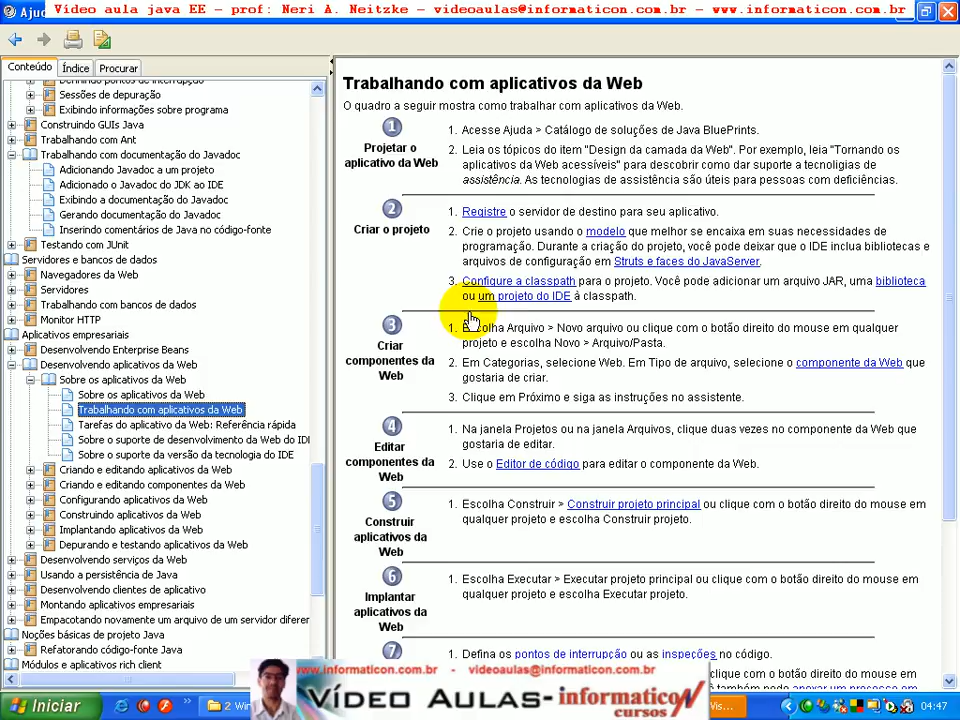 Vídeo aula java EE – prof: Neri A. Neitzke – videoaulas@informaticon.com.br – www.informaticon.com.br
Conteúdo
Índice
Procurar
Sessões de depuração
Exibindo informações sobre programa
Construindo GUIs Java
Trabalhando com Ant
Trabalhando com documentação do Javadoc
Adicionando Javadoc a um projeto
Adicionado o Javadoc do JDK ao IDE
Exibindo a documentação do Javadoc
Gerando documentação do Javadoc
Inserindo comentários de Java no código-fonte
Testando com JUnit
Servidores e bancos de dados
Navegadores da Web
Servidores
Trabalhando com bancos de dados
Monitor HTTP
Aplicativos empresariais
Desenvolvendo Enterprise Beans
Desenvolvendo aplicativos da Web
Sobre os aplicativos da Web
Sobre os aplicativos da Web
Trabalhando com aplicativos da Web
Tarefas do aplicativo da Web: Referência rápida
Sobre o suporte de desenvolvimento da Web do IDI
Sobre o suporte da versão da tecnologia do IDE
Criando e editando aplicativos da Web
Criando e editando componentes da Web
Configurando aplicativos da Web
Construindo aplicativos da Web
Implantando aplicativos da Web
Depurando e testando aplicativos da Web
Desenvolvendo serviços da Web
Usando a persistência de Java
Desenvolvendo clientes de aplicativo
Montando aplicativos empresariais
Empacotando novamente um arquivo de um servidor diferer
Noções básicas de projeto Java
Refatorando código-fonte Java
Módulos e aplicativos rich client
Trabalhando com aplicativos da Web
O quadro a seguir mostra como trabalhar com aplicativos da Web.
1
Projetar o
aplicativo da Web
1. Acesse Ajuda > Catálogo de soluções de Java BluePrints.
2. Leia os tópicos do item "Design da camada da Web". Por exemplo, leia "Tornando os
aplicativos da Web acessíveis" para descobrir como dar suporte a tecnoligias de
assistência. As tecnologias de assistência são úteis para pessoas com deficiências.
2
Criar o projeto
1. Registre o servidor de destino para seu aplicativo.
2. Crie o projeto usando o modelo que melhor se encaixa em suas necessidades de
programação. Durante a criação do projeto, você pode deixar que o IDE inclua bibliotecas e
arquivos de configuração em Struts e faces do JavaServer.
3. Configure a classpath para o projeto. Você pode adicionar um arquivo JAR, uma biblioteca
ou um projeto do IDE à classpath.
3
Criar
componentes da
Web
1. Escolha Arquivo > Novo arquivo ou clique com o botão direito do mouse em qualquer
projeto e escolha Novo > Arquivo/Pasta.
2. Em Categorias, selecione Web. Em Tipo de arquivo, selecione o componente da Web que
gostaria de criar.
3. Clique em Próximo e siga as instruções no assistente.
4
Editar
componentes da
Web
1. Na janela Projetos ou na janela Arquivos, clique duas vezes no componente da Web que
gostaria de editar.
2. Use o Editor de código para editar o componente da Web.
5
Construir
aplicativos da
Web
1. Escolha Construir > Construir projeto principal ou clique com o botão direito do mouse em
qualquer projeto e escolha Construir projeto.
6
Implantar
aplicativos da
Web
1. Escolha Executar > Executar projeto principal ou clique com o botão direito do mouse em
qualquer projeto e escolha Executar projeto.
7
1. Defina os pontos de interrupção ou as inspeções no código.
www.informaticon.com.br - videoaulas@informaticon.com.br
VÍDEO AULAS-informaticon
cursos
Iniciar
2 Wi
04:47